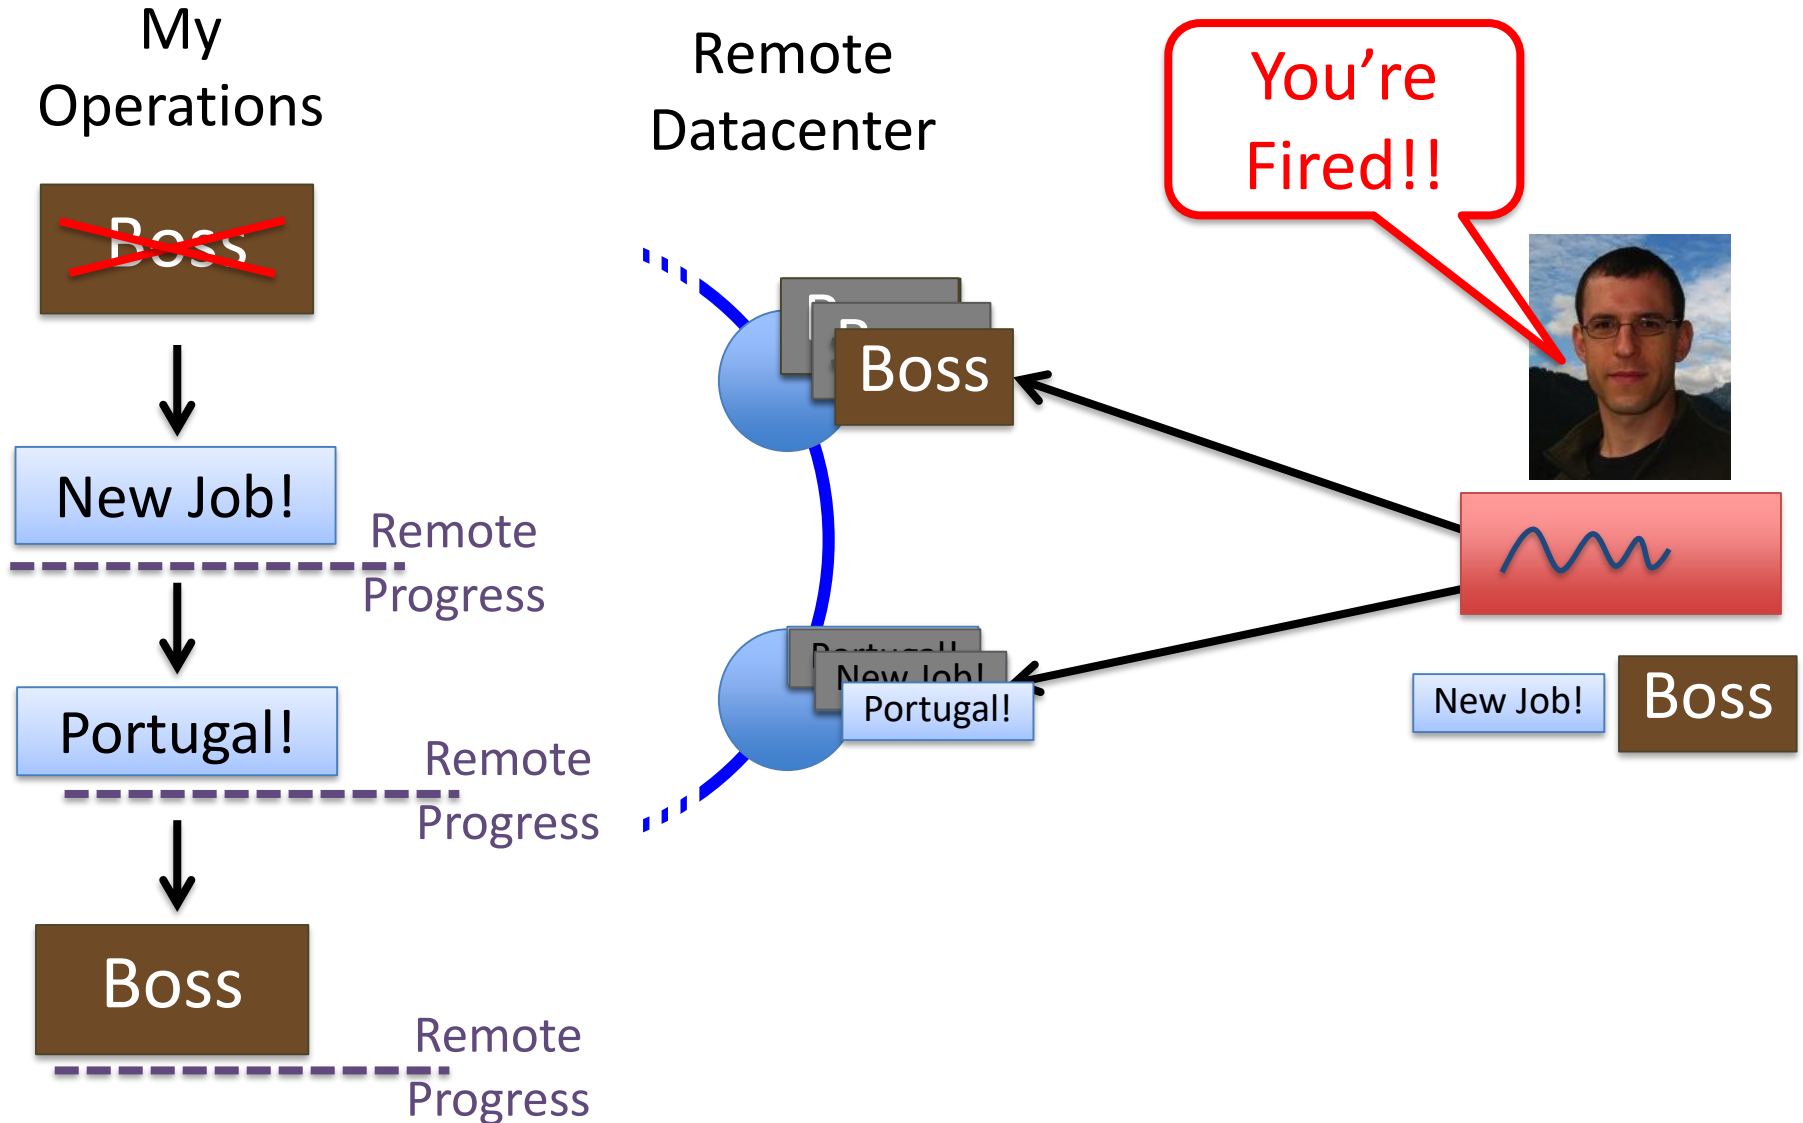 My
Operations
Boss
New Job!
Remote
Progress
Portugal!
Remote
Progress
Boss
Remote
Progress
Remote
Datacenter
Boss
Portugal!
New Job!
Portugal!
You’re
Fired!!
New Job!
Boss